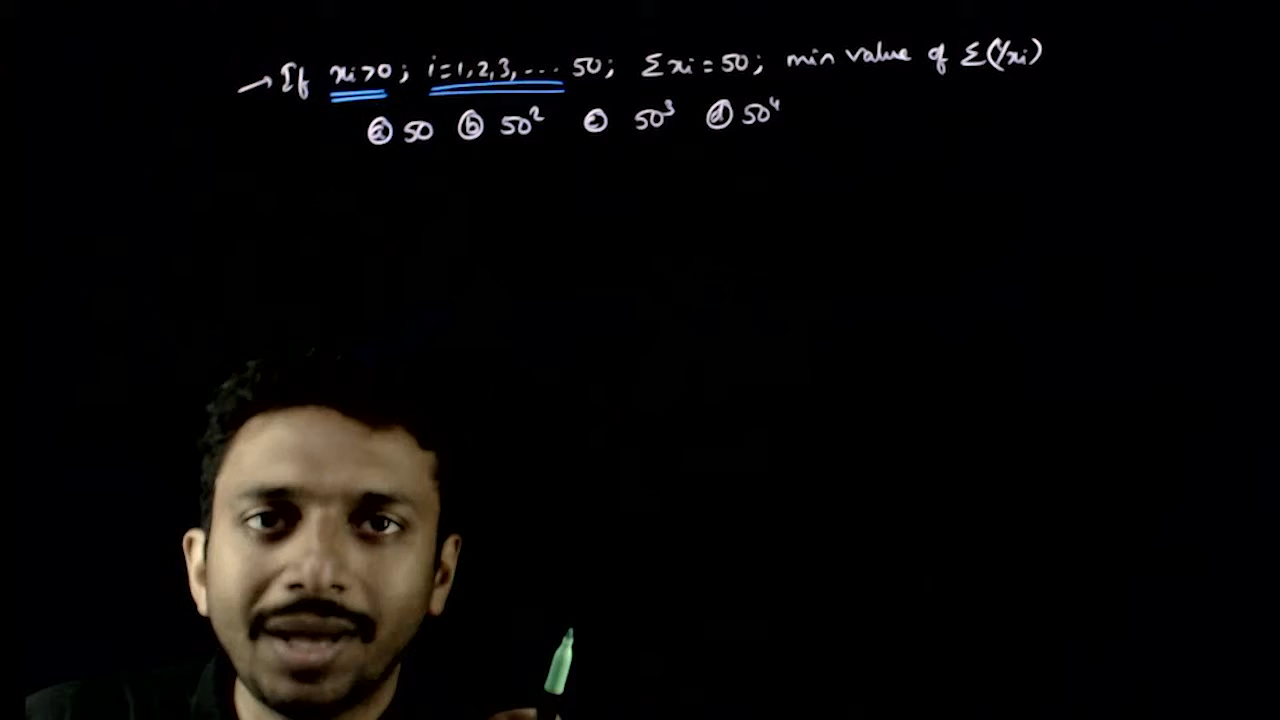 → If xi>0; i=1,2,3,... 50; Σxi=50; min value of Σ(1/xi)
ⓐ 50 ⓑ 50² ⓒ 50³ ⓓ 50⁴